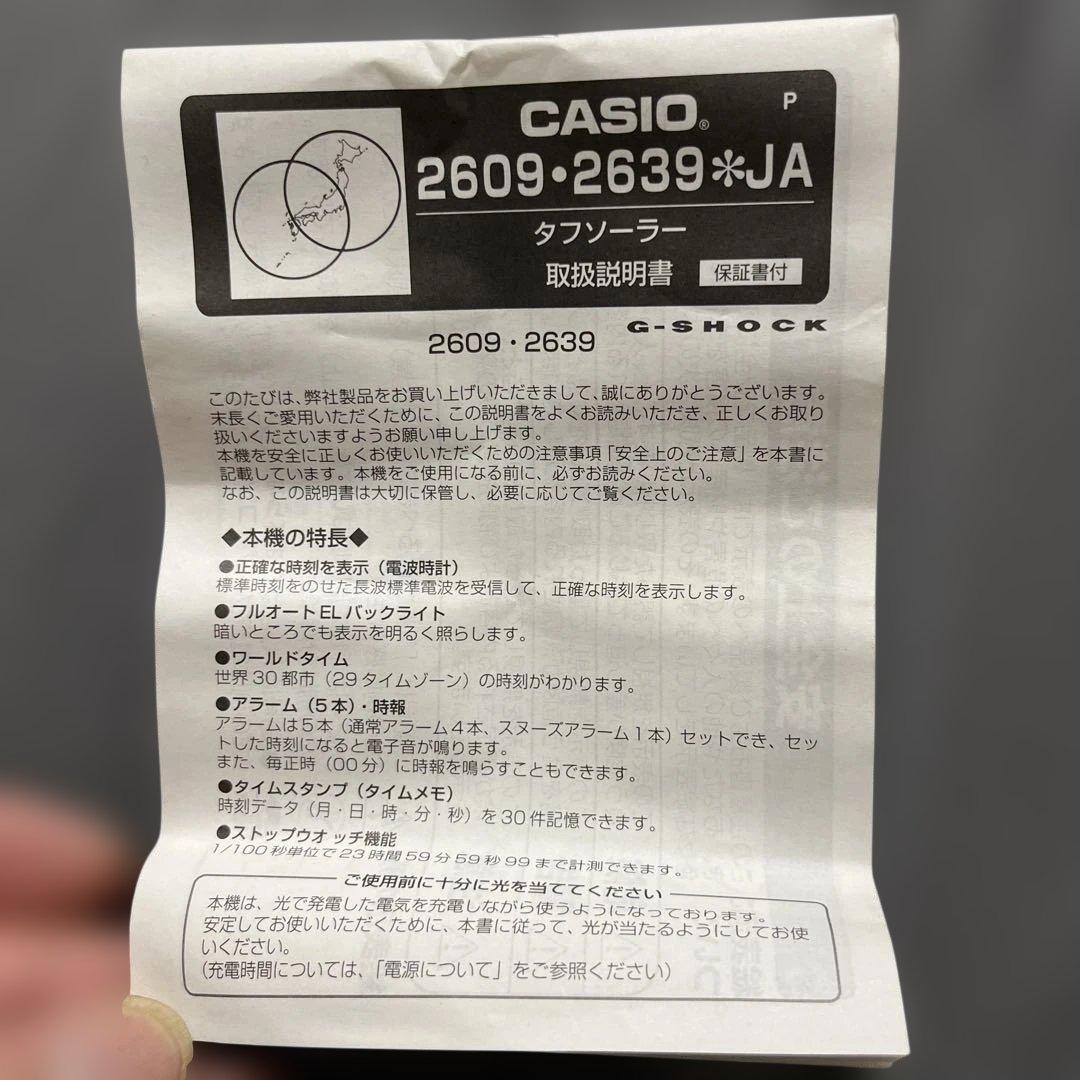 CASIO®
P
2609・2639＊JA
タフソーラー
取扱説明書 保証書付
G-SHOCK
2609・2639
このたびは、弊社製品をお買い上げいただきまして、誠にありがとうございます。
末長くご愛用いただくために、この説明書をよくお読みいただき、正しくお取り
扱いくださいますようお願い申し上げます。
本機を安全に正しくお使いいただくための注意事項「安全上のご注意」を本書に
記載しています。本機をご使用になる前に、必ずお読みください。
なお、この説明書は大切に保管し、必要に応じてご覧ください。
◆本機の特長◆
●正確な時刻を表示（電波時計）
標準時刻をのせた長波標準電波を受信して、正確な時刻を表示します。
●フルオートELバックライト
暗いところでも表示を明るく照らします。
●ワールドタイム
世界30都市（29タイムゾーン）の時刻がわかります。
●アラーム（5本）・時報
アラームは5本（通常アラーム4本、スヌーズアラーム1本）セットでき、セッ
トした時刻になると電子音が鳴ります。
また、毎正時（00分）に時報を鳴らすこともできます。
●タイムスタンプ（タイムメモ）
時刻データ（月・日・時・分・秒）を30件記憶できます。
●ストップウオッチ機能
1/100秒単位で23時間59分59秒99まで計測できます。
ご使用前に十分に光を当ててください
本機は、光で発電した電気を充電しながら使うようになっております。
安定してお使いいただくために、本書に従って、光が当たるようにしてお使
いください。
（充電時間については、「電源について」をご参照ください）